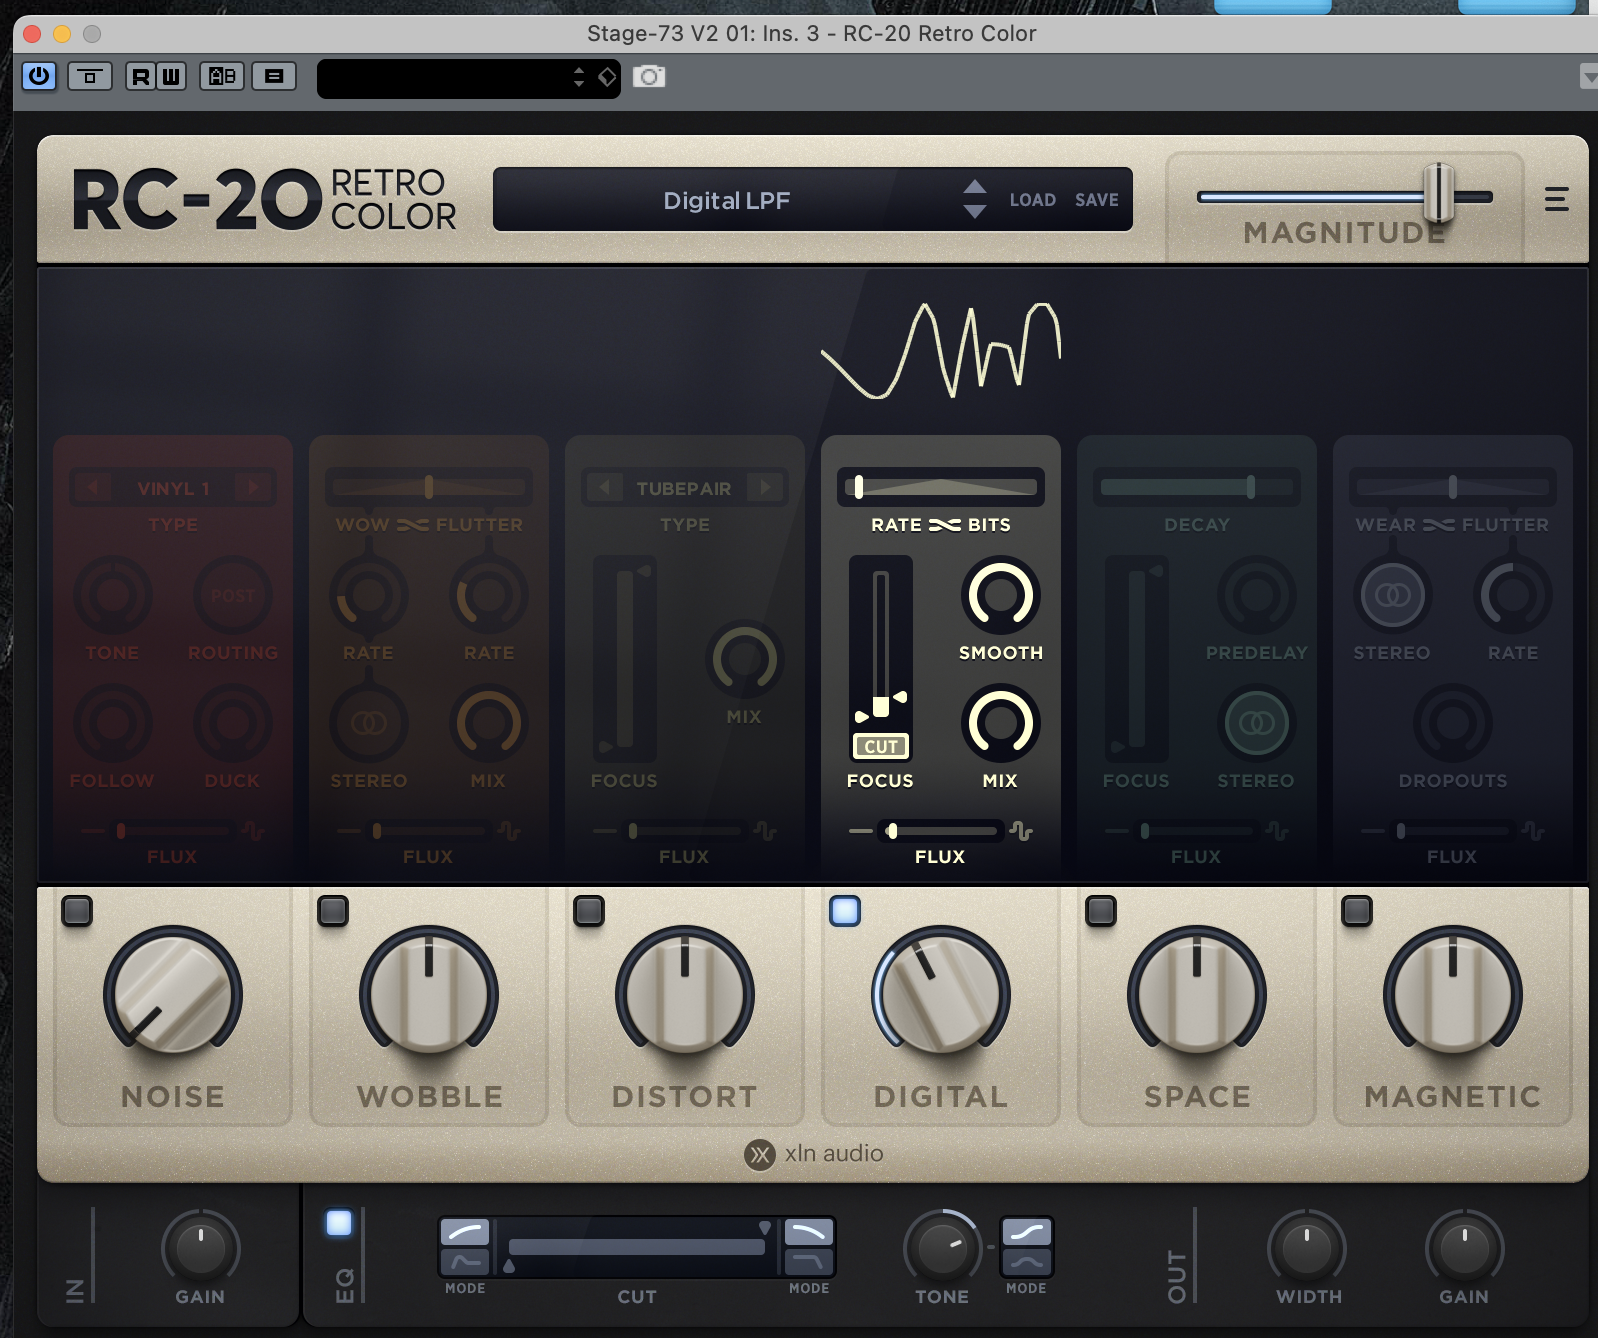 Stage-73 V2 01: Ins. 3 - RC-20 Retro Color
R W AB
RC-20 RETRO COLOR
Digital LPF LOAD SAVE
MAGNITUDE
VINYL 1 TUBEPAIR
TYPE WOW FLUTTER TYPE RATE BITS DECAY WEAR FLUTTER
POST
TONE ROUTING RATE RATE SMOOTH PREDELAY STEREO RATE
MIX
CUT
FOLLOW DUCK STEREO MIX FOCUS FOCUS MIX FOCUS STEREO DROPOUTS
FLUX FLUX FLUX FLUX FLUX FLUX
NOISE WOBBLE DISTORT DIGITAL SPACE MAGNETIC
xln audio
IN GAIN EQ MODE CUT MODE TONE MODE OUT WIDTH GAIN